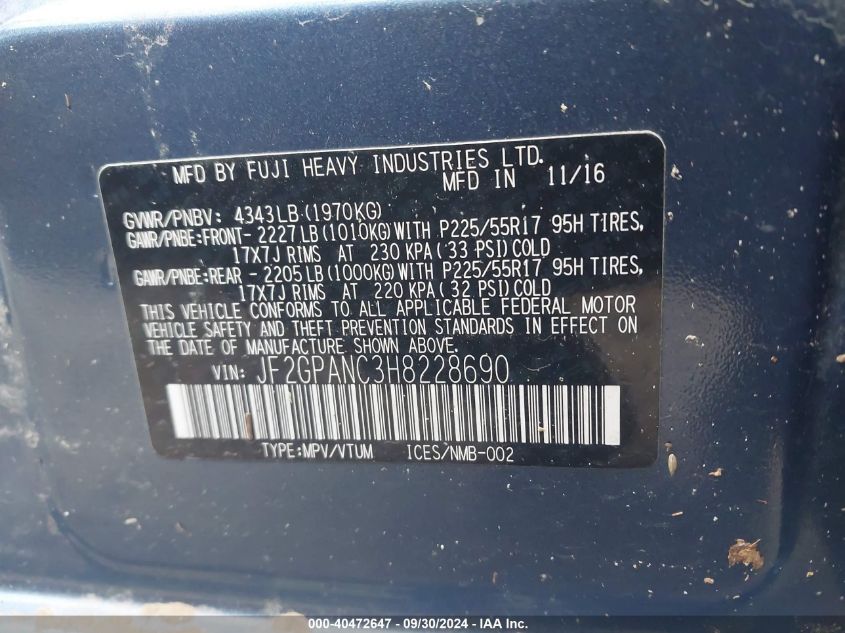 MFD BY FUJI HEAVY INDUSTRIES LTD.
MFD IN 11/16
GVWR/PNBV: 4343LB (1970KG)
GAWR/PNBE:FRONT- 2227LB (1010KG) WITH P225/55R17 95H TIRES,
17X7J RIMS AT 230 KPA ( 33 PSI) COLD
GAWR/PNBE:REAR - 2205LB (1000KG) WITH P225/55R17 95H TIRES,
17X7J RIMS AT 220 KPA ( 32 PSI) COLD
THIS VEHICLE CONFORMS TO ALL APPLICABLE FEDERAL MOTOR
VEHICLE SAFETY AND THEFT PREVENTION STANDARDS IN EFFECT ON
THE DATE OF MANUFACTURE SHOWN ABOVE.
VIN: JF2GPANC3H8228690
TYPE:MPV/VTUM ICES/NMB-002
000-40472647 - 09/30/2024 - IAA Inc.